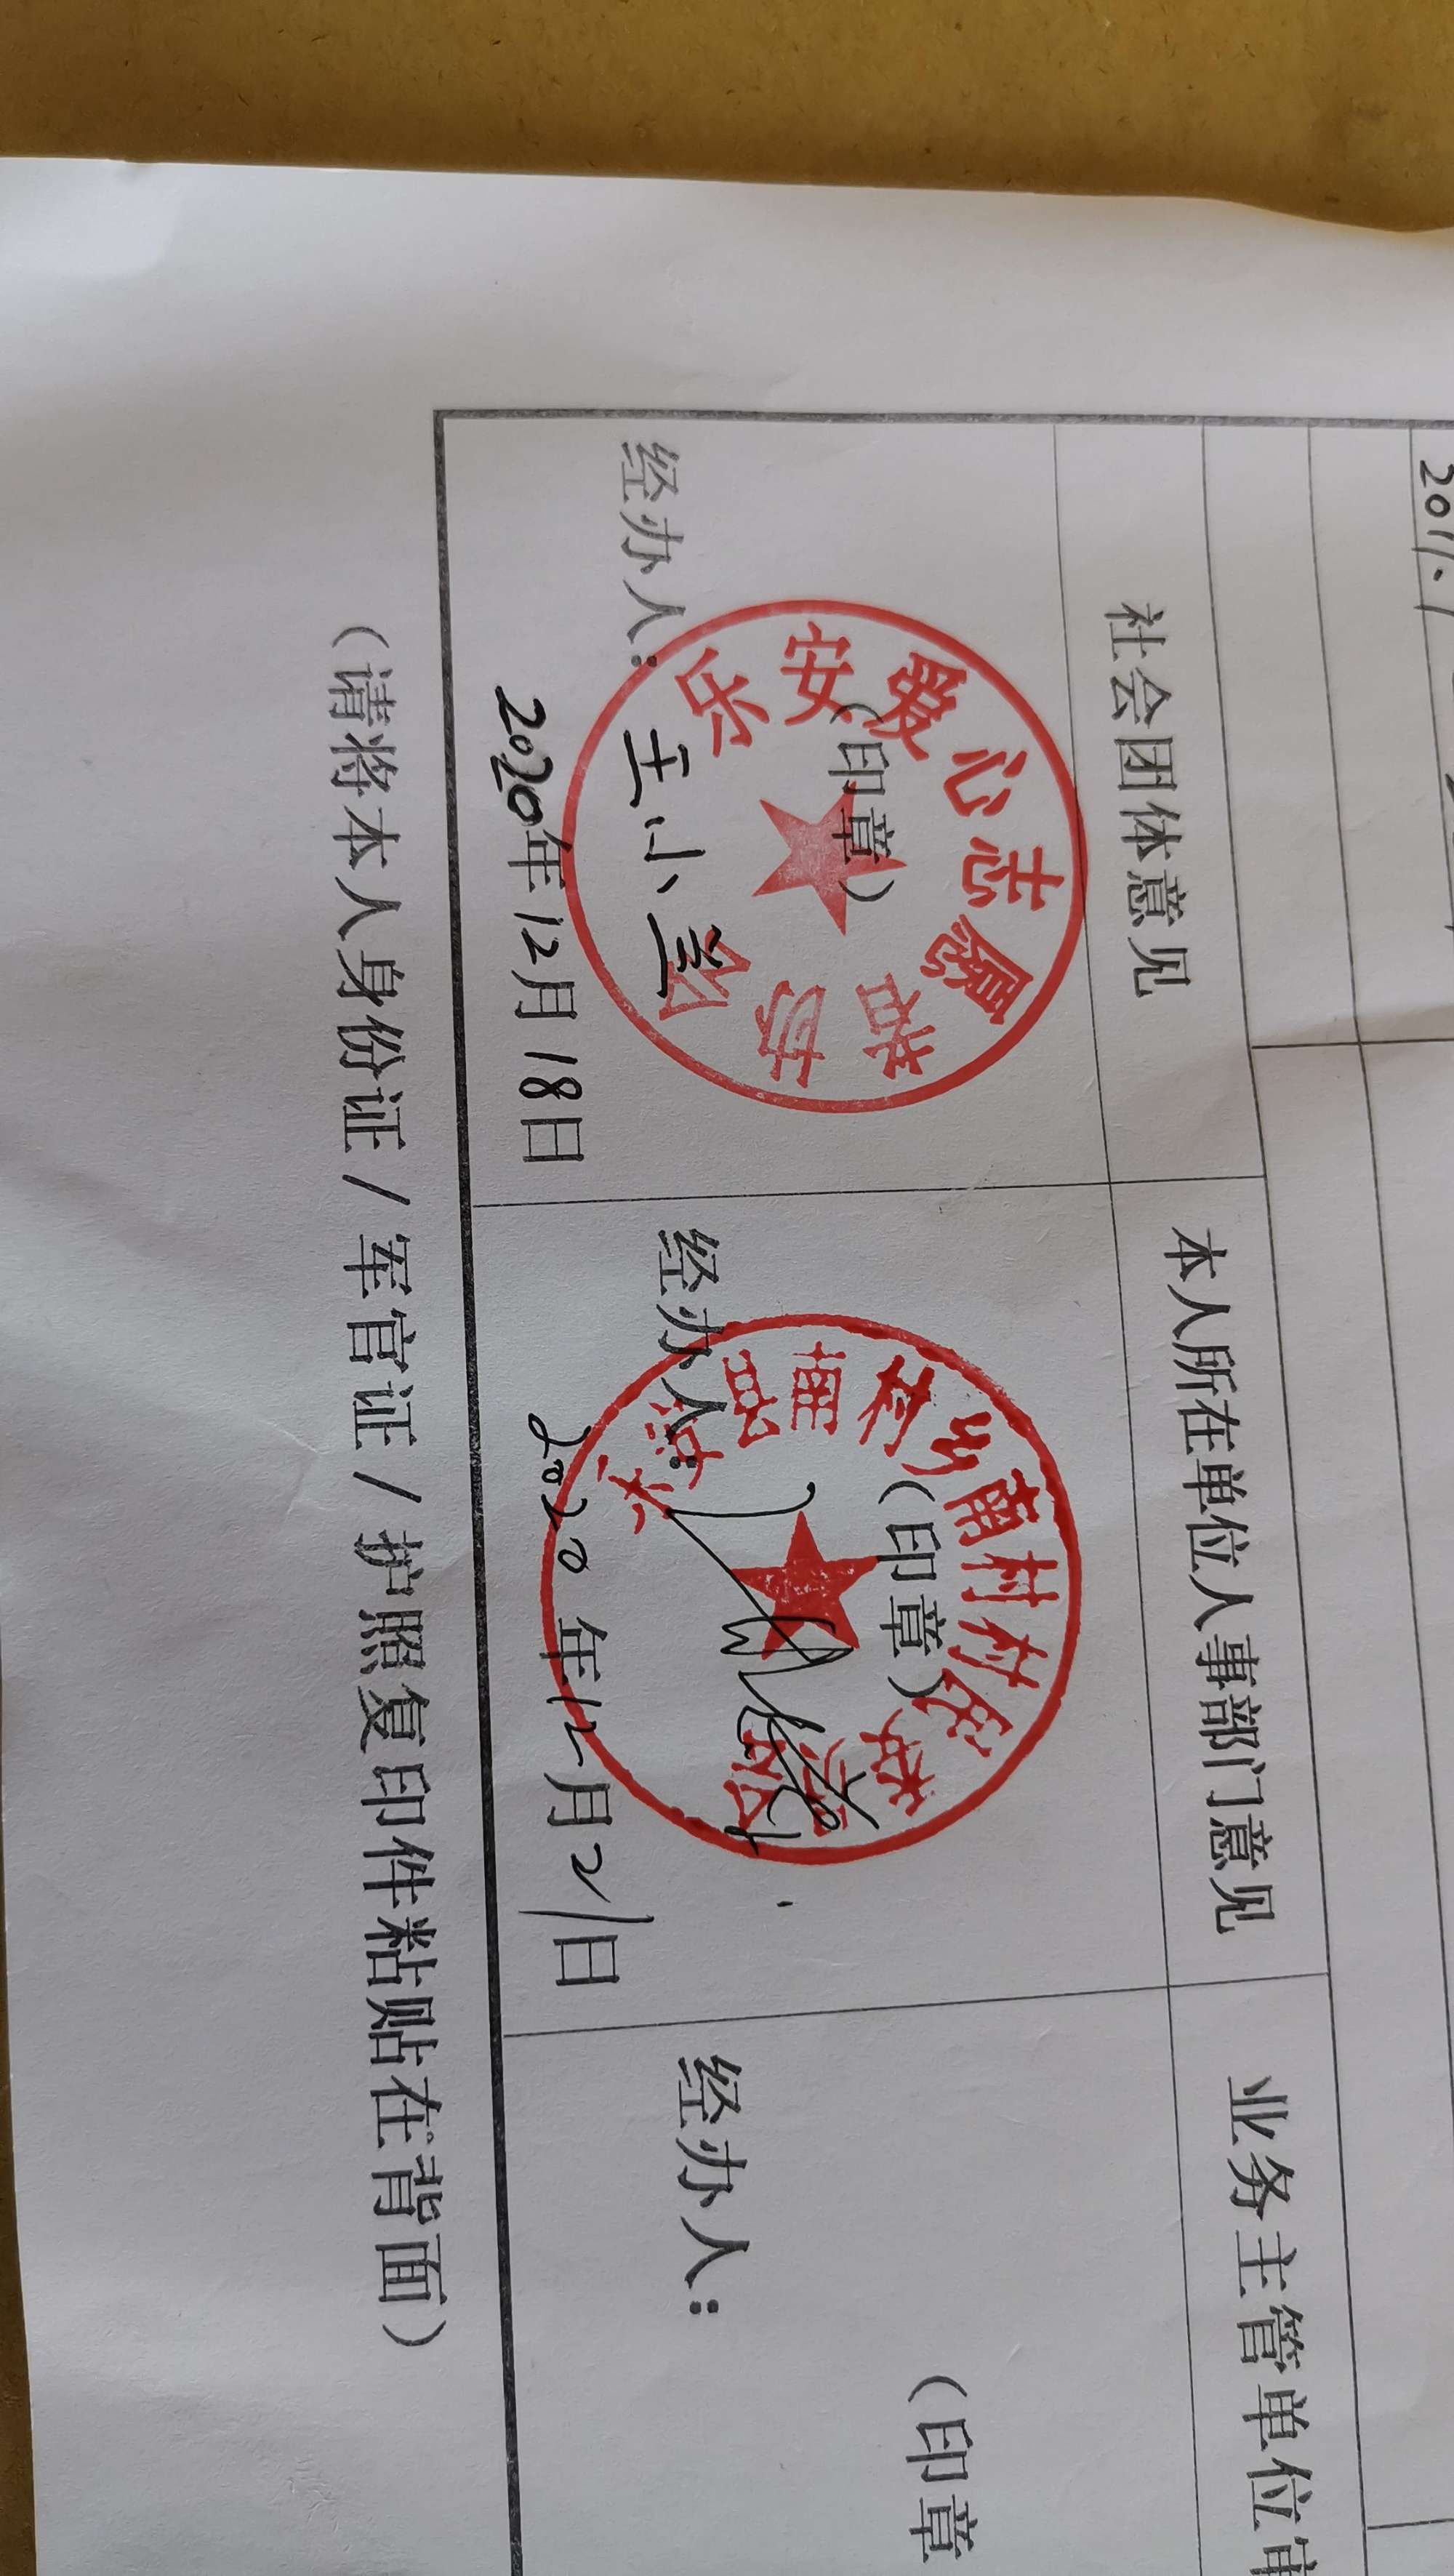 2011.1
社会团体意见
本人所在单位人事部门意见
业务主管单位审
乐安爱心志愿者协会
(印章)
经办人:
王小兰
2020年12月18日
乡南村村民委员会
(印章)
经办人:
2020年12月21日
(印章
经办人:
(请将本人身份证/军官证/护照复印件粘贴在背面)